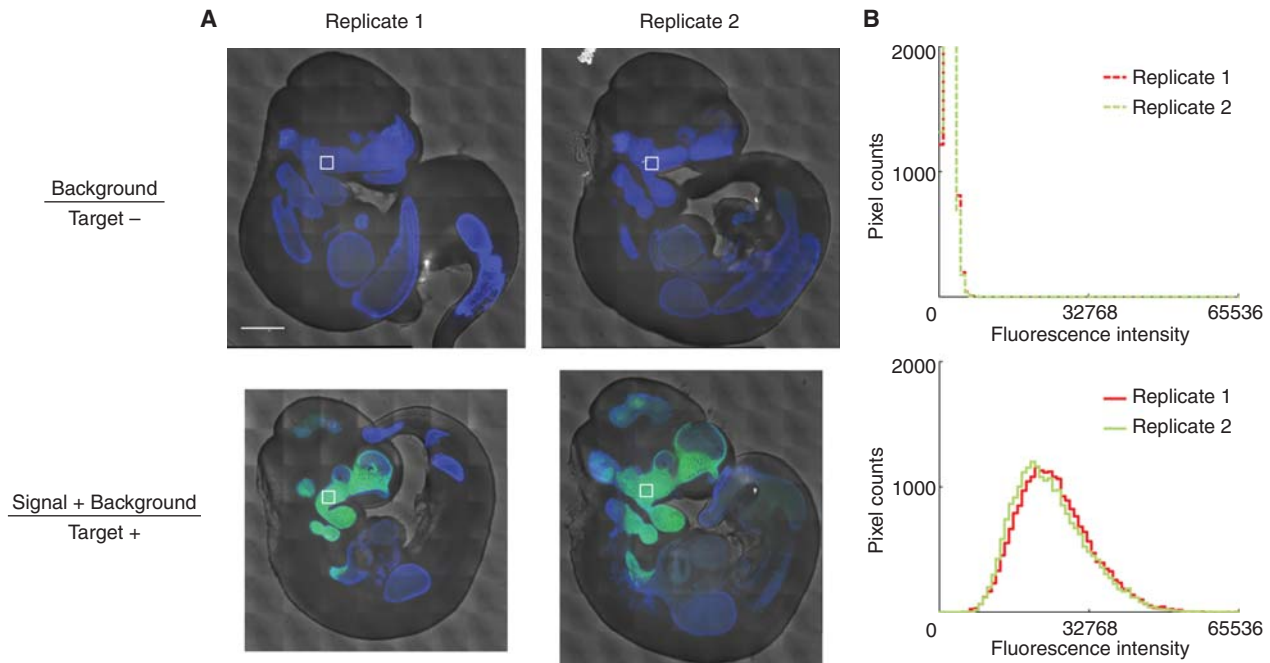 A
Replicate 1
Replicate 2
B
Background
Target –
2000
1000
0
32768
65536
Pixel counts
Fluorescence intensity
Replicate 1
Replicate 2
Signal + Background
Target +
2000
1000
0
32768
65536
Pixel counts
Fluorescence intensity
Replicate 1
Replicate 2